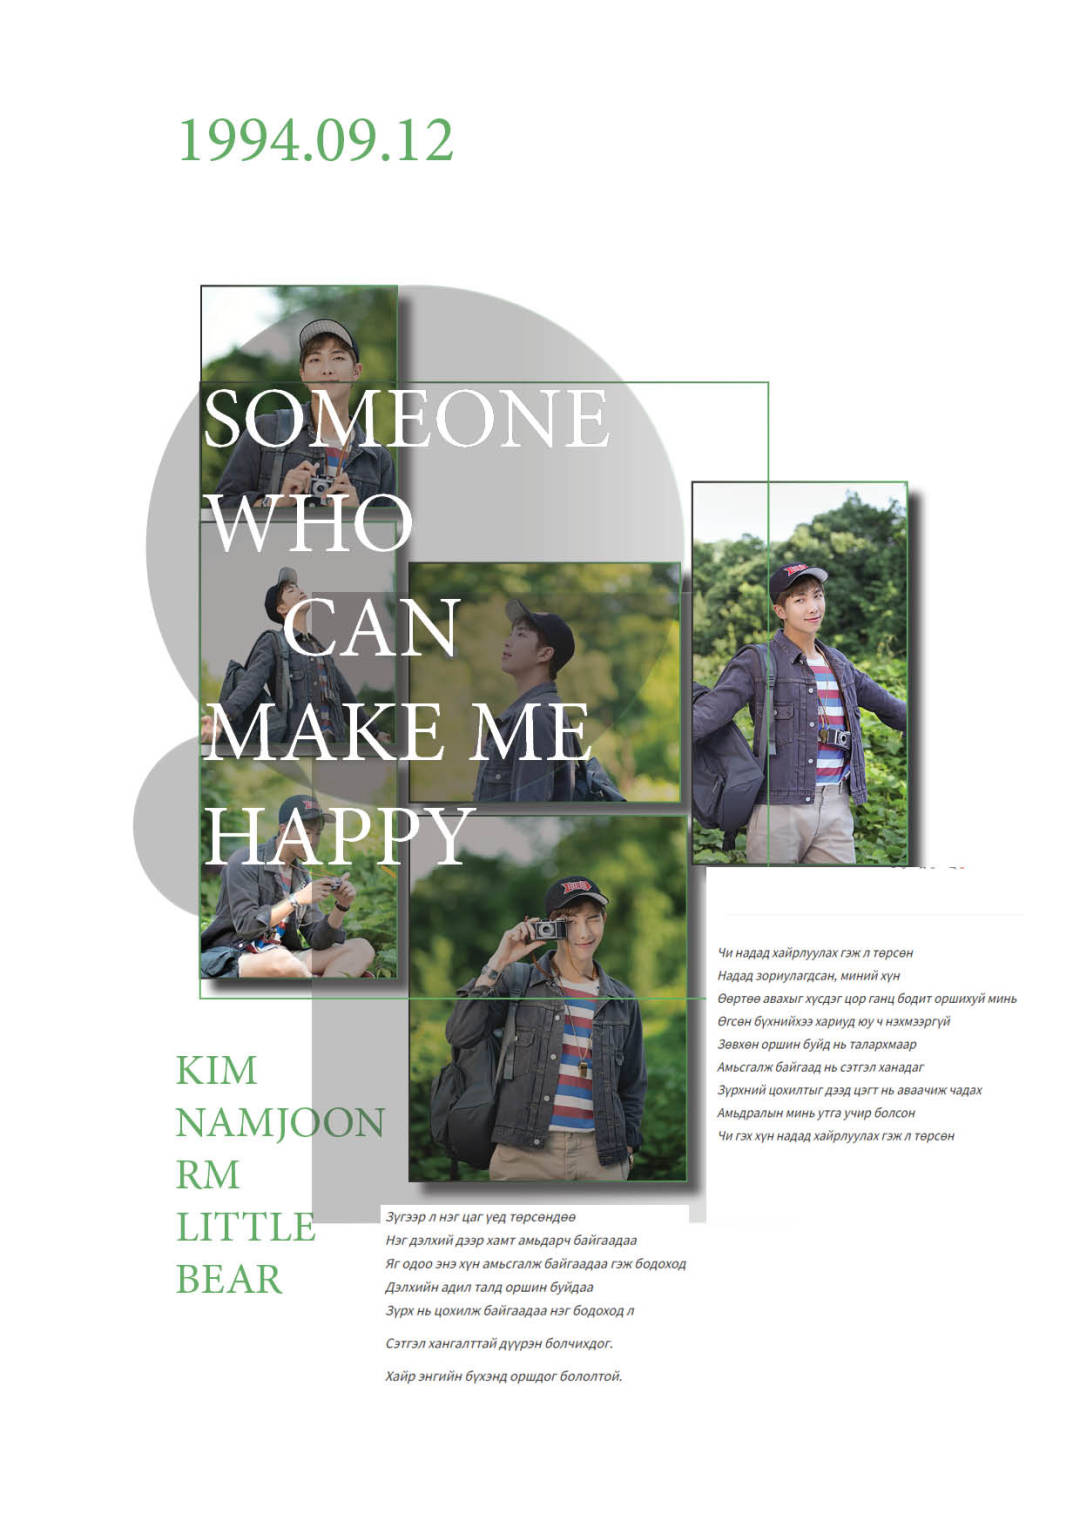 1994.09.12
SOMEONE
WHO
CAN
MAKE ME
HAPPY
Чи надад хайрлуулах гэж л төрсөн
Надад зориулагдсан, миний хүн
Өөртөө авахыг хүсдэг цор ганц бодит оршихуй минь
Өгсөн бүхнийхээ хариуд юу ч нэхмээргүй
Зөвхөн оршин буйд нь талархмаар
Амьсгалж байгаад нь сэтгэл ханадаг
Зүрхний цохилтыг дээд цэгт нь аваачиж чадах
Амьдралын минь утга учир болсон
Чи гэх хүн надад хайрлуулах гэж л төрсөн
KIM
NAMJOON
RM
LITTLE
BEAR
Зүгээр л нэг цаг үед төрсөндөө
Нэг дэлхий дээр хамт амьдарч байгаадаа
Яг одоо энэ хүн амьсгалж байгаадаа гэж бодоход
Дэлхийн адил талд оршин буйдаа
Зүрх нь цохилж байгаадаа нэг бодоход л
Сэтгэл хангалттай дүүрэн болчихдог.
Хайр энгийн бүхэнд оршдог бололтой.